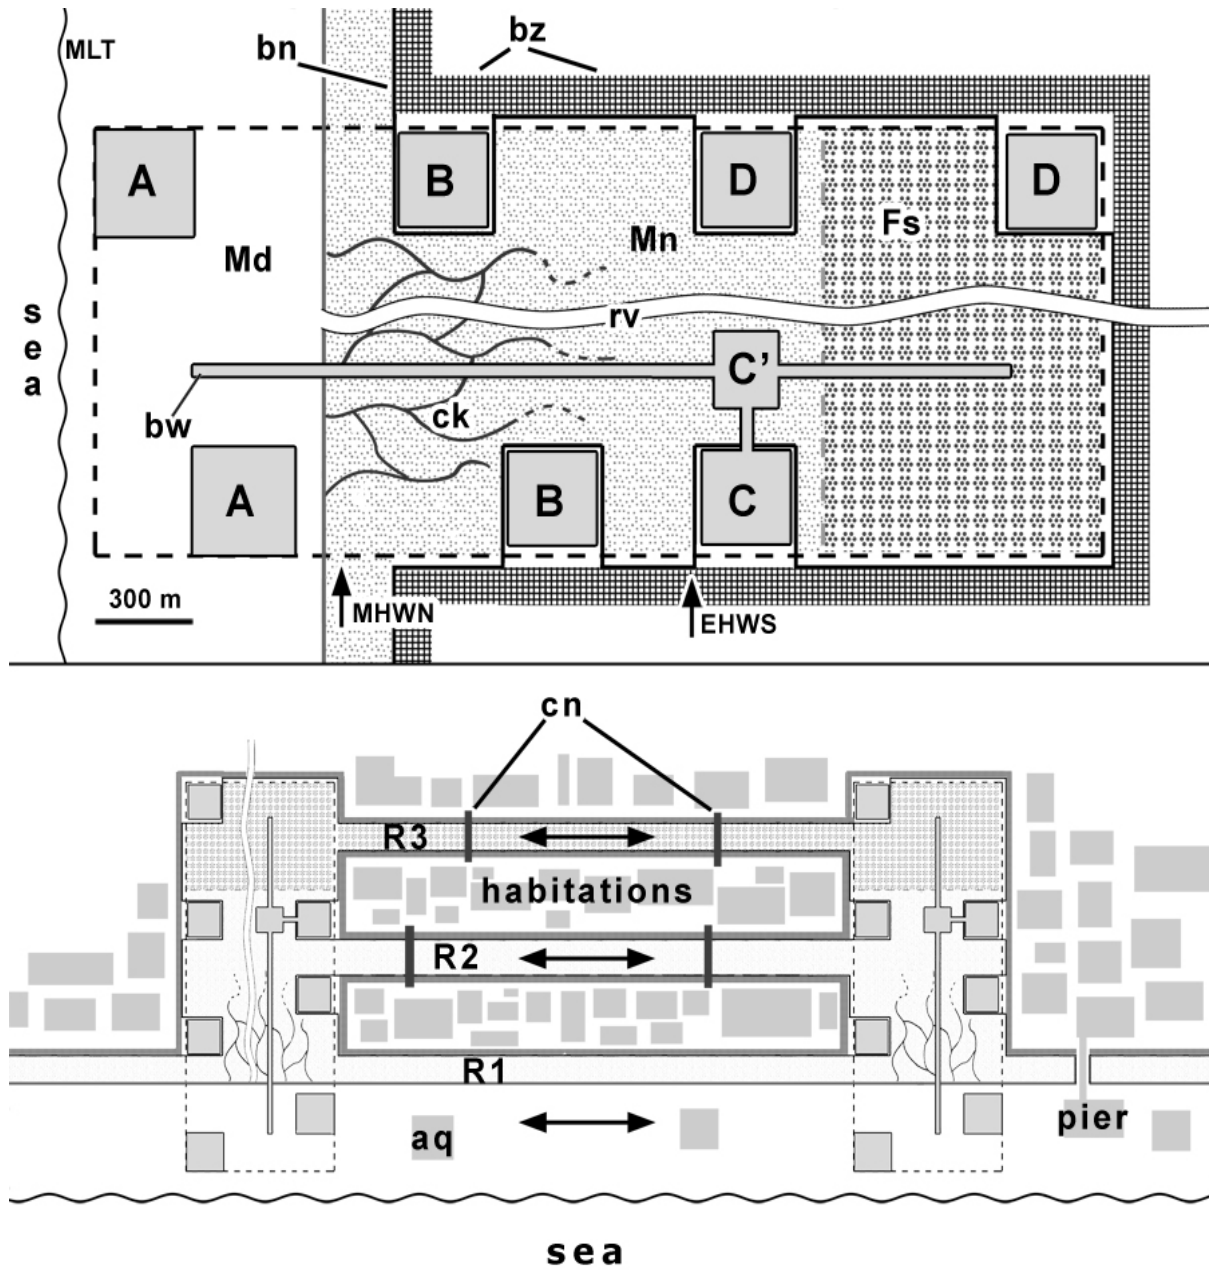 bz
MLT
bn
A
B
D
D
Fs
Mn
Md
s
e
a
rv
C’
bw
ck
A
B
C
300 m
MHWN
EHWS
cn
R3
habitations
R2
R1
aq
pier
sea